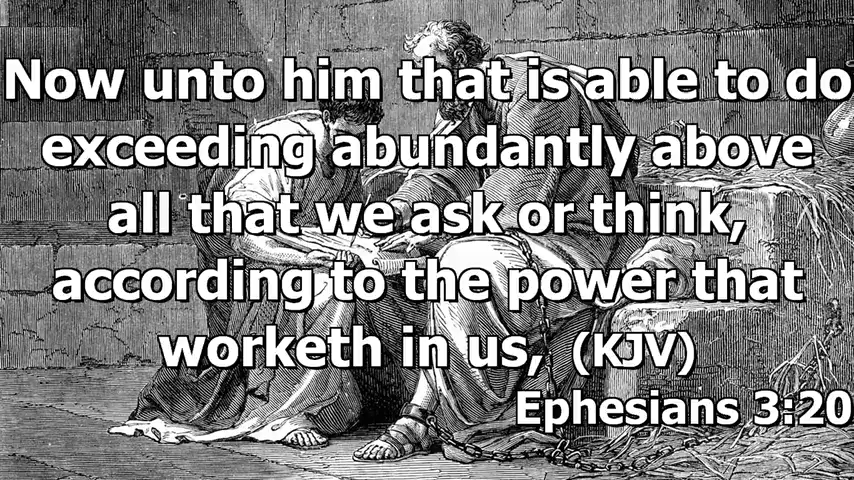 Now unto him that is able to do
exceeding abundantly above
all that we ask or think,
according to the power that
worketh in us, (KJV)
Ephesians 3:20